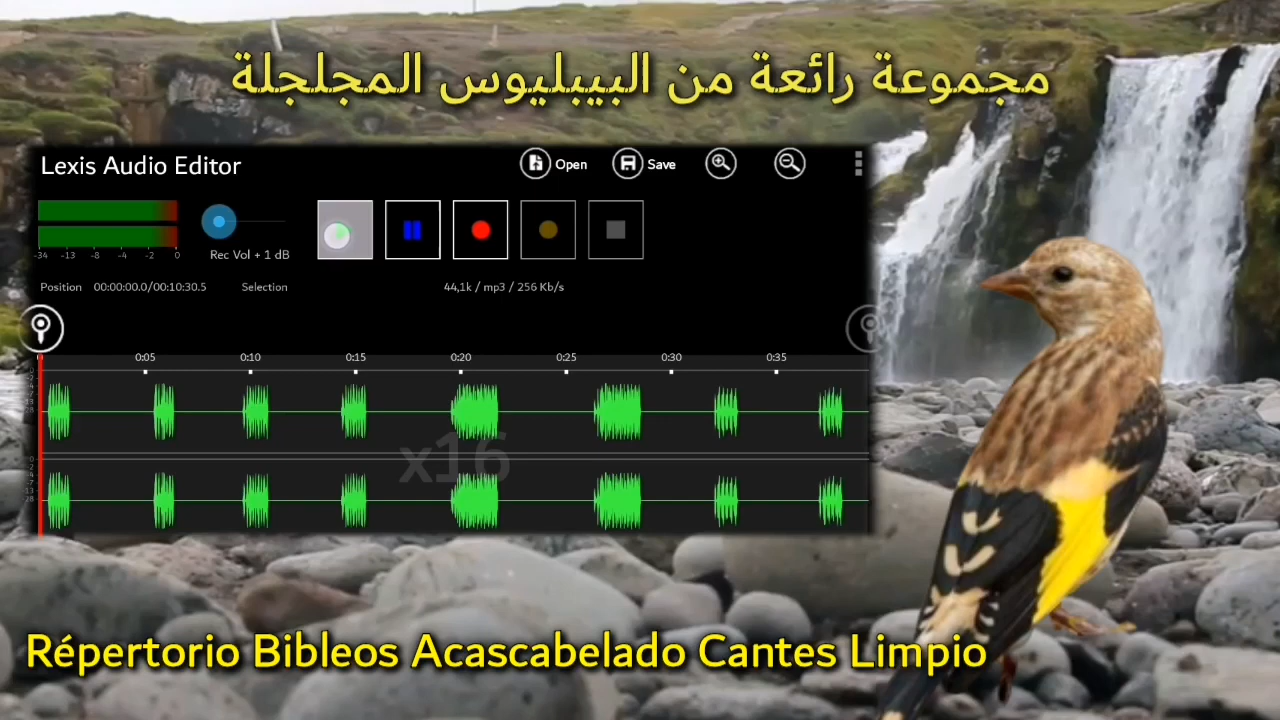 مجموعة رائعة من البيبليوس المجلجلة
Lexis Audio Editor
Open
Save
-34 -13 -8 -4 -2 0
Rec Vol + 1 dB
Position 00:00:00.0/00:10:30.5 Selection 44,1k / mp3 / 256 Kb/s
0:05 0:10 0:15 0:20 0:25 0:30 0:35
x16
Répertorio Bibleos Acascabelado Cantes Limpio